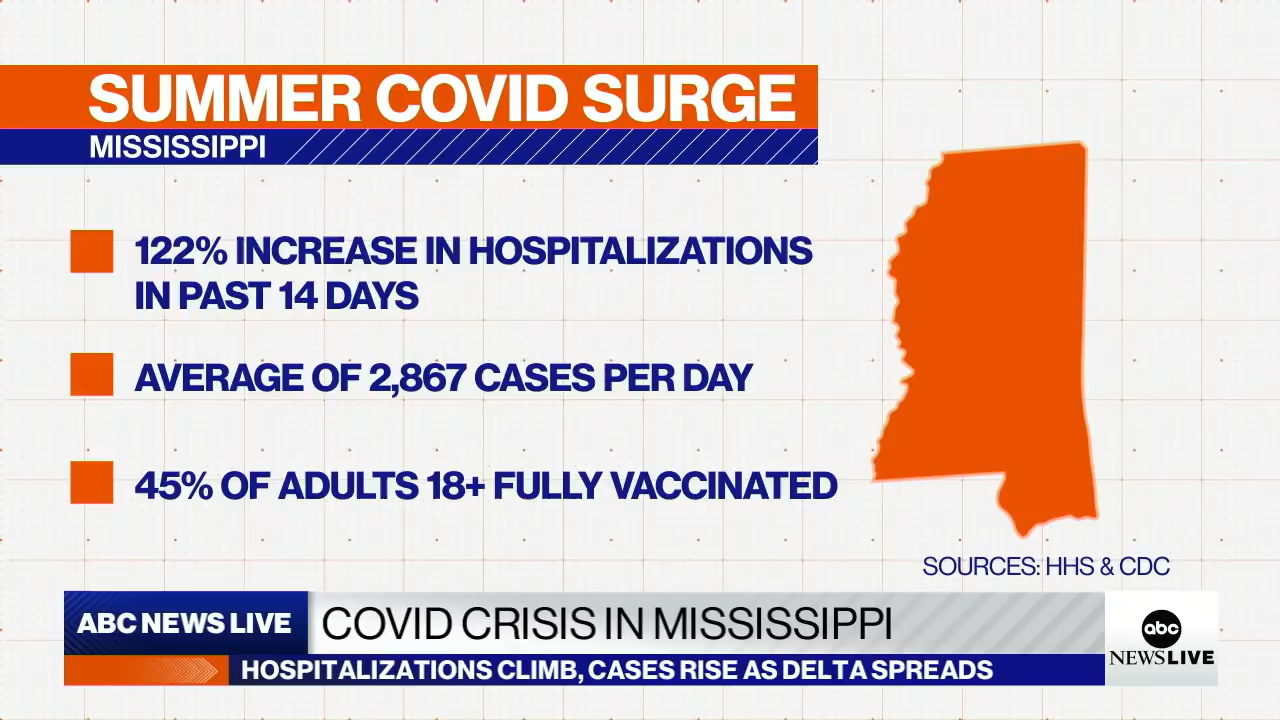 SUMMER COVID SURGE
MISSISSIPPI
122% INCREASE IN HOSPITALIZATIONS
IN PAST 14 DAYS
AVERAGE OF 2,867 CASES PER DAY
45% OF ADULTS 18+ FULLY VACCINATED
SOURCES: HHS & CDC
ABC NEWS LIVE
COVID CRISIS IN MISSISSIPPI
HOSPITALIZATIONS CLIMB, CASES RISE AS DELTA SPREADS
abc
NEWSLIVE